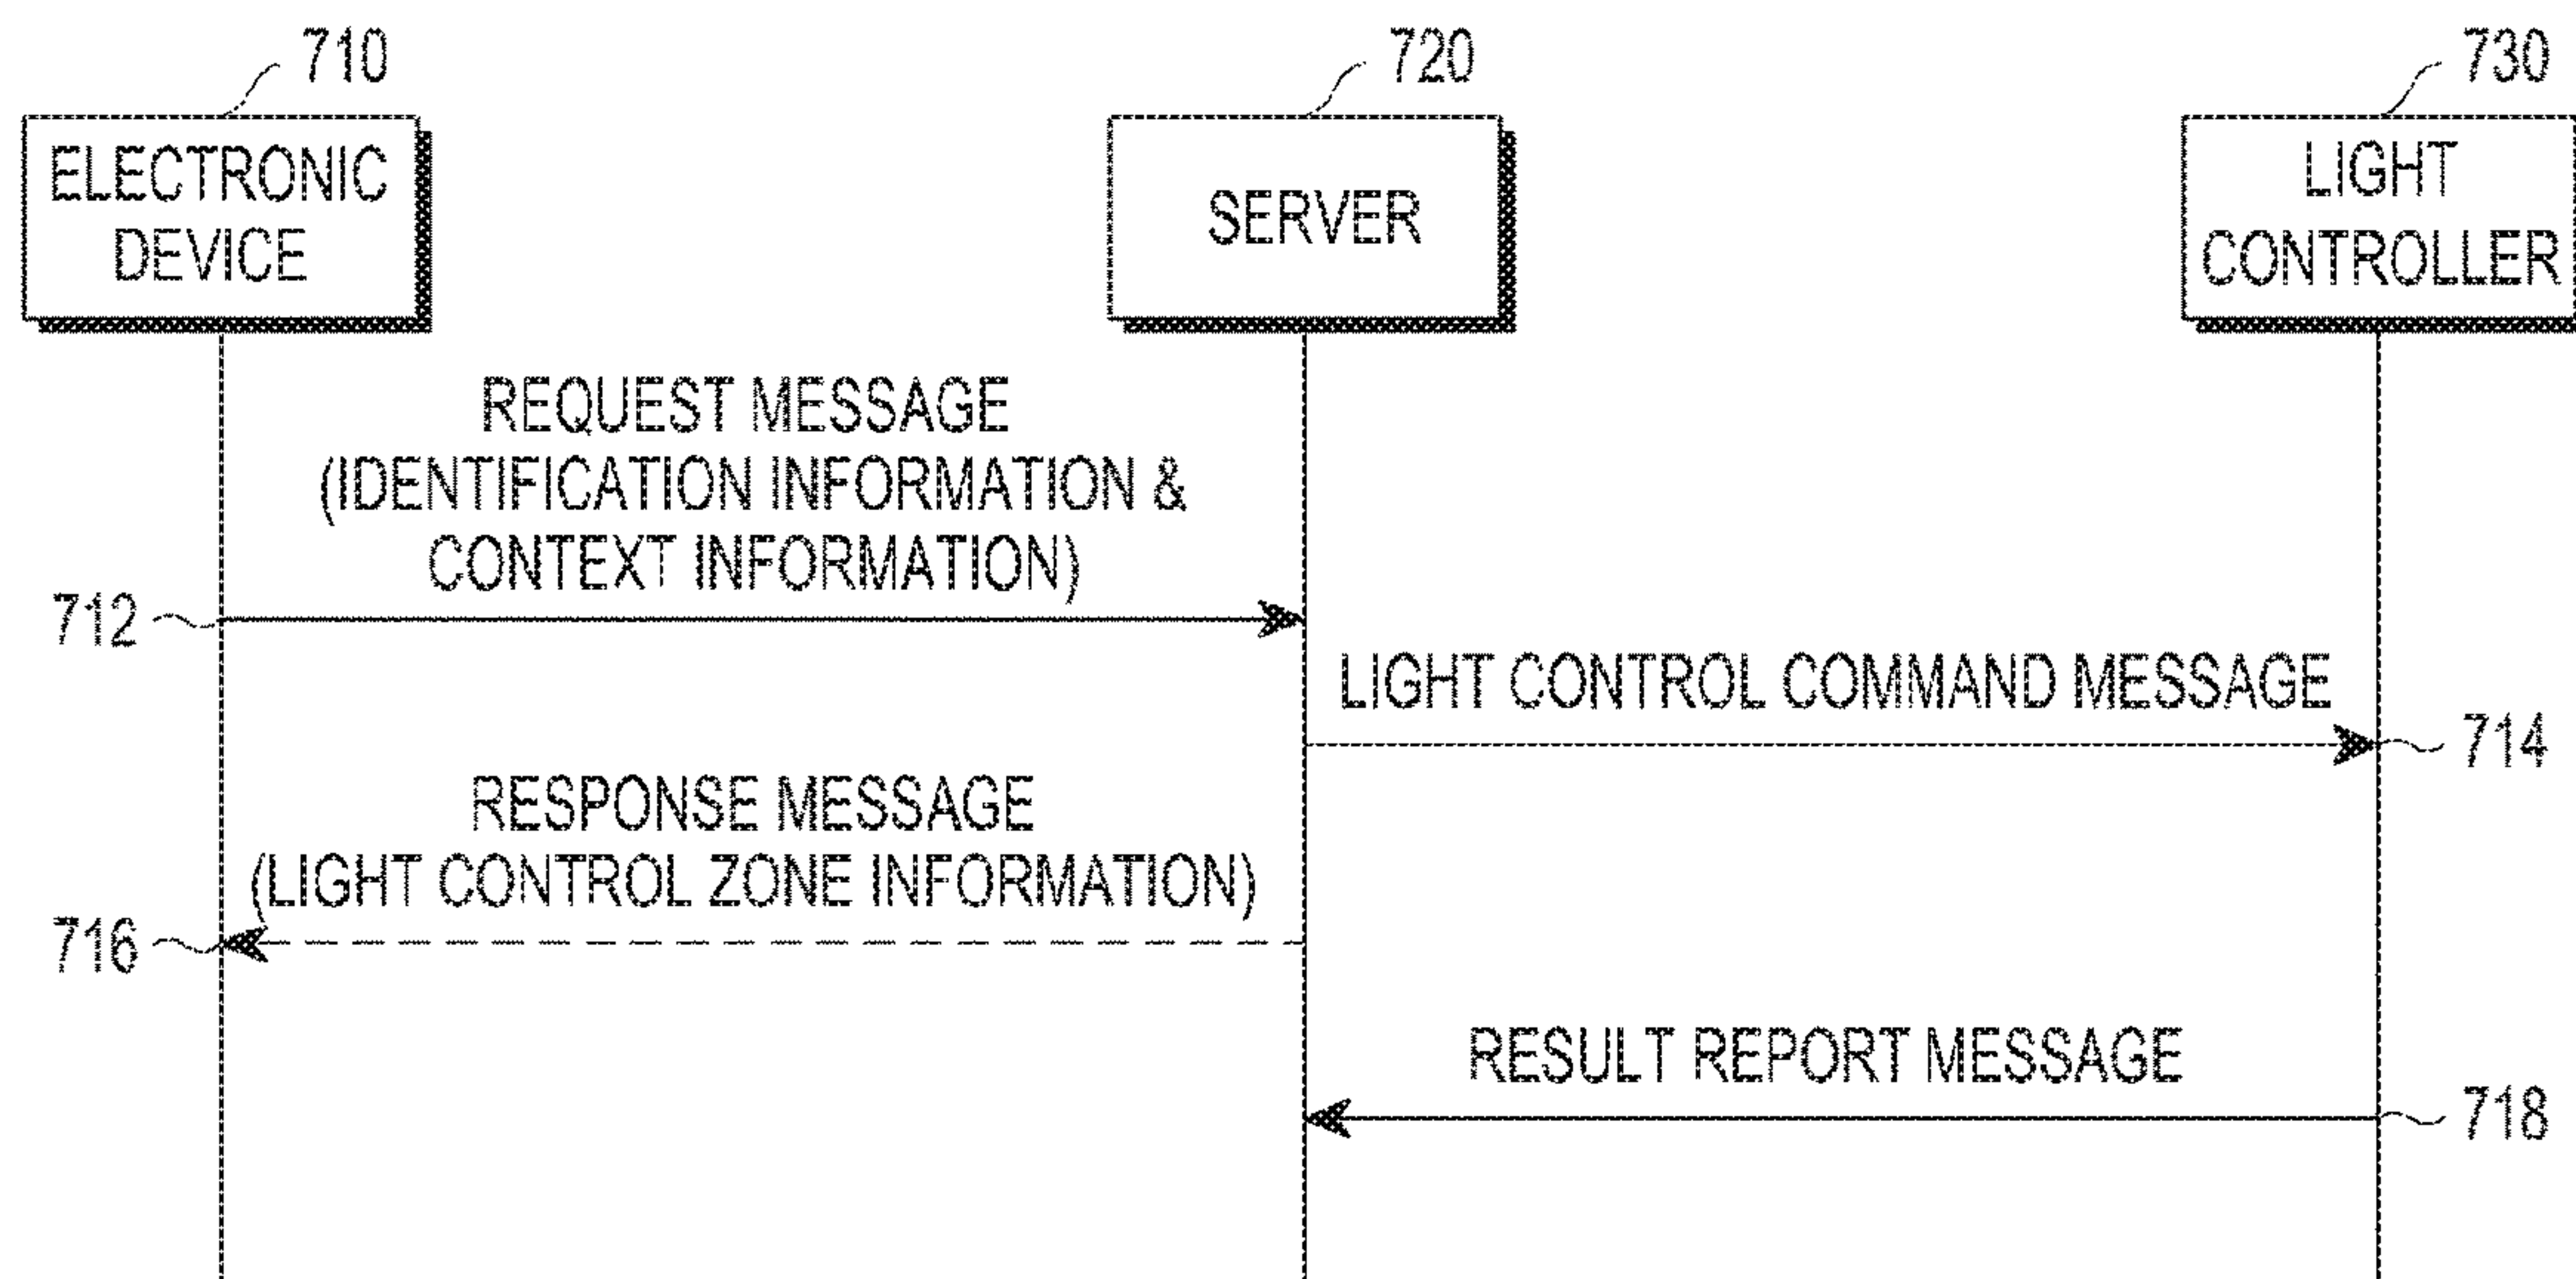 710
720
730
ELECTRONIC
DEVICE
SERVER
LIGHT
CONTROLLER
REQUEST MESSAGE
(IDENTIFICATION INFORMATION &
CONTEXT INFORMATION)
712
LIGHT CONTROL COMMAND MESSAGE
714
RESPONSE MESSAGE
(LIGHT CONTROL ZONE INFORMATION)
716
RESULT REPORT MESSAGE
718